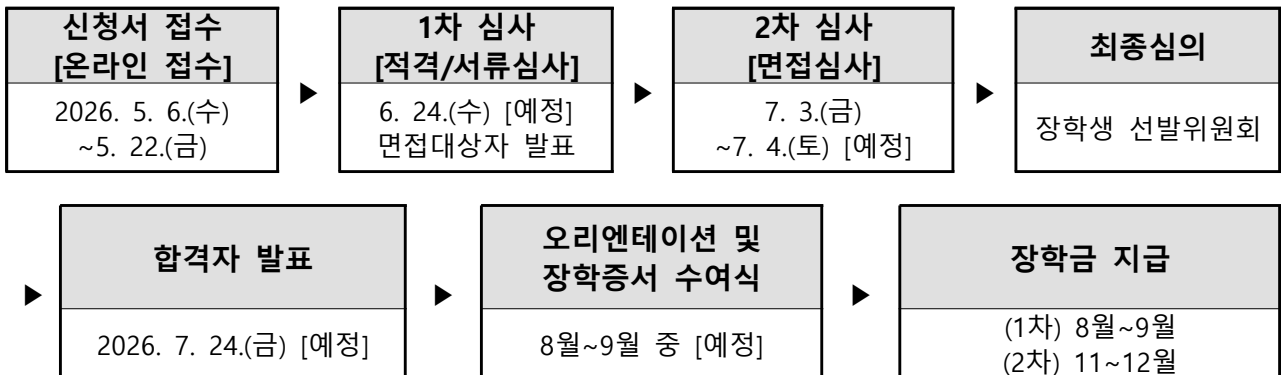 신청서 접수
[온라인 접수]
2026. 5. 6.(수)
~5. 22.(금)
▶
1차 심사
[적격/서류심사]
6. 24.(수) [예정]
면접대상자 발표
▶
2차 심사
[면접심사]
7. 3.(금)
~7. 4.(토) [예정]
▶
최종심의
장학생 선발위원회
▶
합격자 발표
2026. 7. 24.(금) [예정]
▶
오리엔테이션 및
장학증서 수여식
8월~9월 중 [예정]
▶
장학금 지급
(1차) 8월~9월
(2차) 11~12월